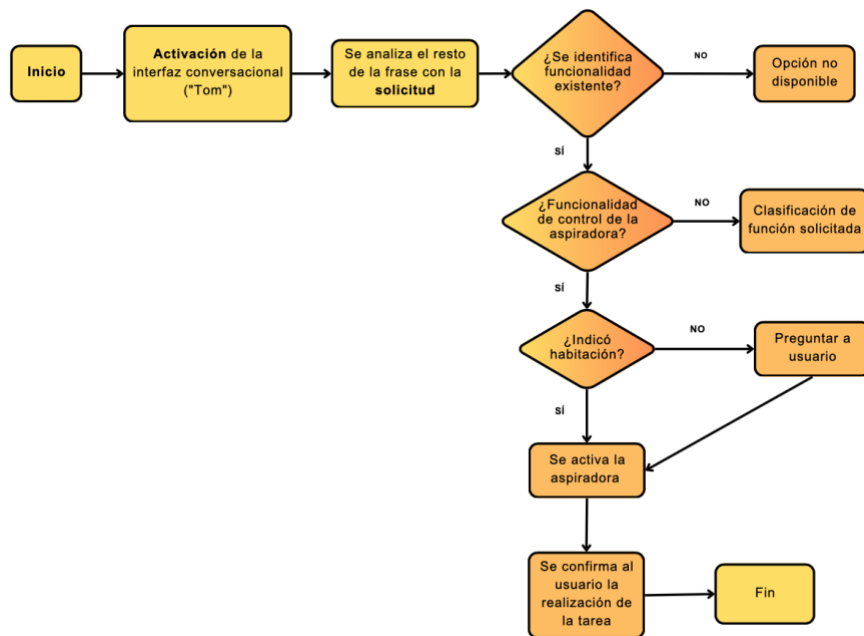 Inicio
Activación de la
interfaz conversacional
("Tom")
Se analiza el resto
de la frase con la
solicitud
¿Se identifica
funcionalidad
existente?
NO
Opción no
disponible
SÍ
¿Funcionalidad
de control de la
aspiradora?
NO
Clasificación de
función solicitada
SÍ
¿Indicó
habitación?
NO
Preguntar a
usuario
SÍ
Se activa la
aspiradora
Se confirma al
usuario la
realización de
la tarea
Fin